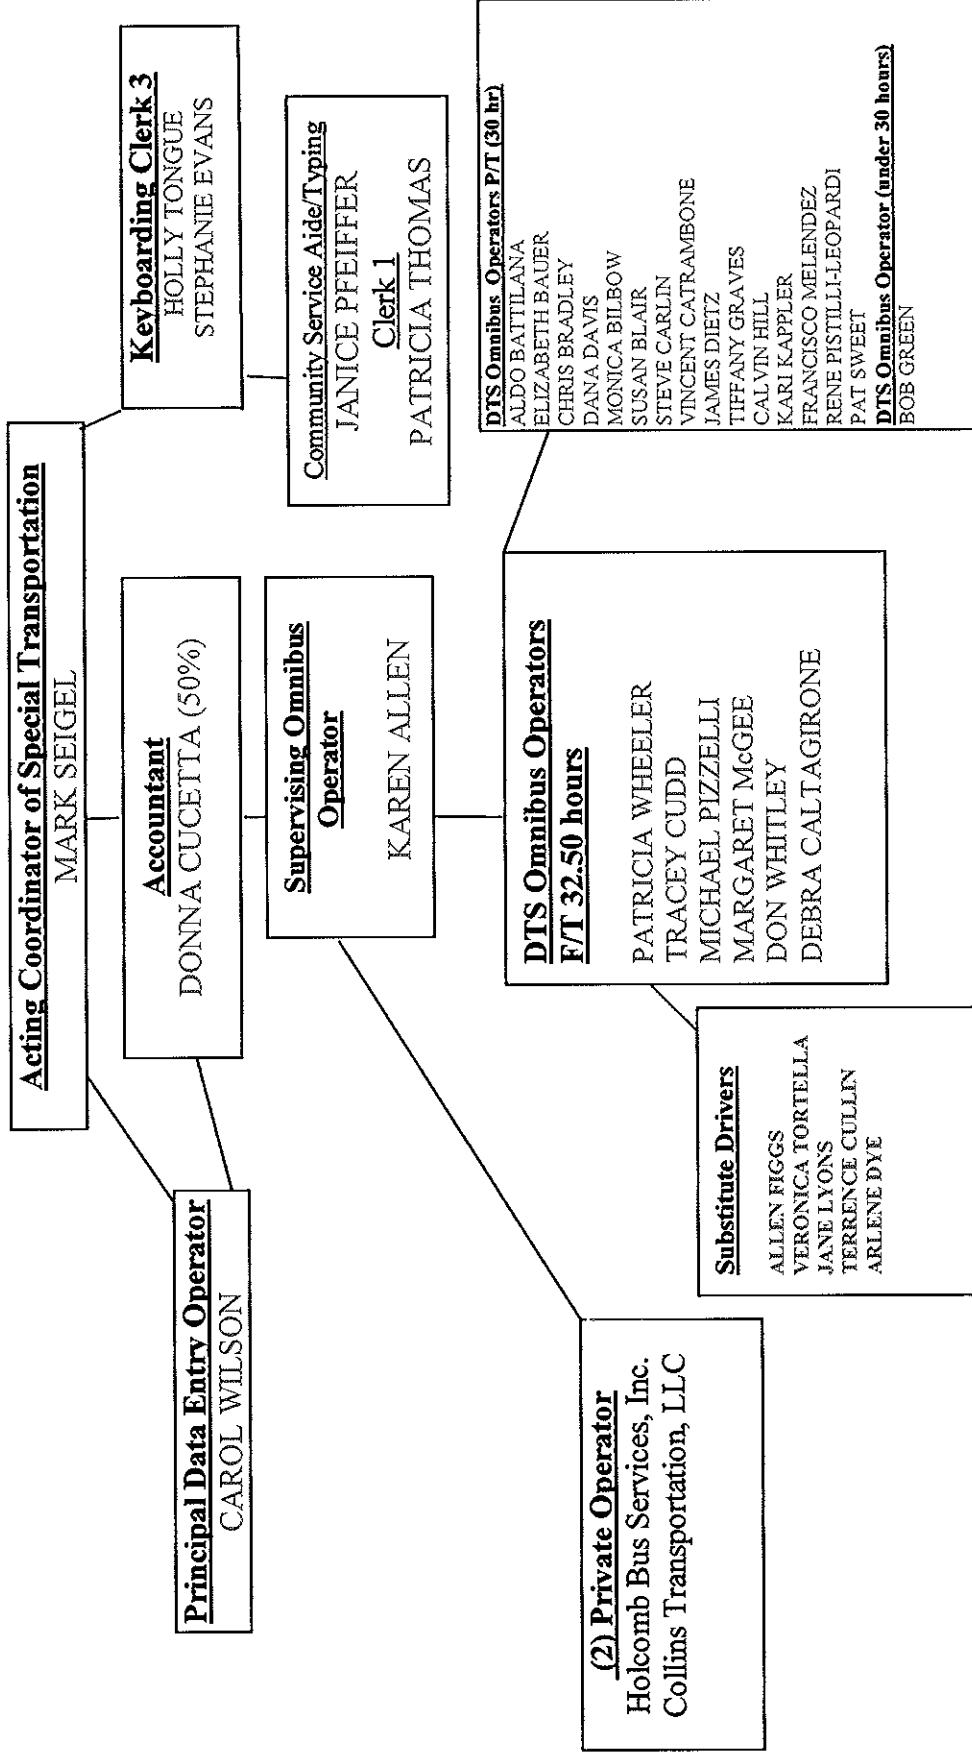 Acting Coordinator of Special Transportation
MARK SEIGEL
Principal Data Entry Operator
CAROL WILSON
Accountant
DONNA CUCETTA (50%)
Keyboarding Clerk 3
HOLLY TONGUE
STEPHANIE EVANS
Supervising Omnibus
Operator
KAREN ALLEN
Community Service Aide/Typing
JANICE PFEIFFER
Clerk 1
PATRICIA THOMAS
(2) Private Operator
Holcomb Bus Services, Inc.
Collins Transportation, LLC
DTS Omnibus Operators
F/T 32.50 hours
PATRICIA WHEELER
TRACEY CUDD
MICHAEL PIZZELLI
MARGARET McGEE
DON WHITLEY
DEBRA CALTAGIRONE
DTS Omnibus Operators P/T (30 hr)
ALDO BATTILANA
ELIZABETH BAUER
CHRIS BRADLEY
DANA DAVIS
MONICA BILBOW
SUSAN BLAIR
STEVE CARLIN
VINCENT CATRAMBONE
JAMES DIETZ
TIFFANY GRAVES
CALVIN HILL
KARI KAPPLER
FRANCISCO MELENDEZ
RENE PISTILLI-LEOPARDI
PAT SWEET
DTS Omnibus Operator (under 30 hours)
BOB GREEN
Substitute Drivers
ALLEN FIGGS
VERONICA TORTELLA
JANE LYONS
TERRENCE CULLIN
ARLENE DYE